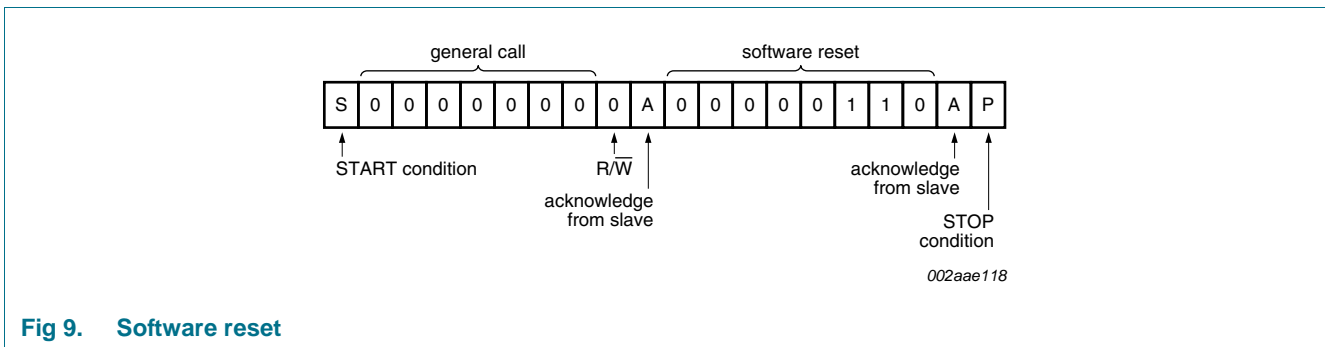 general call software reset
S 0 0 0 0 0 0 0 0 A 0 0 0 0 0 1 1 0 A P
START condition R/W̅ acknowledge
acknowledge from slave
from slave STOP
condition
002aae118
Fig 9. Software reset